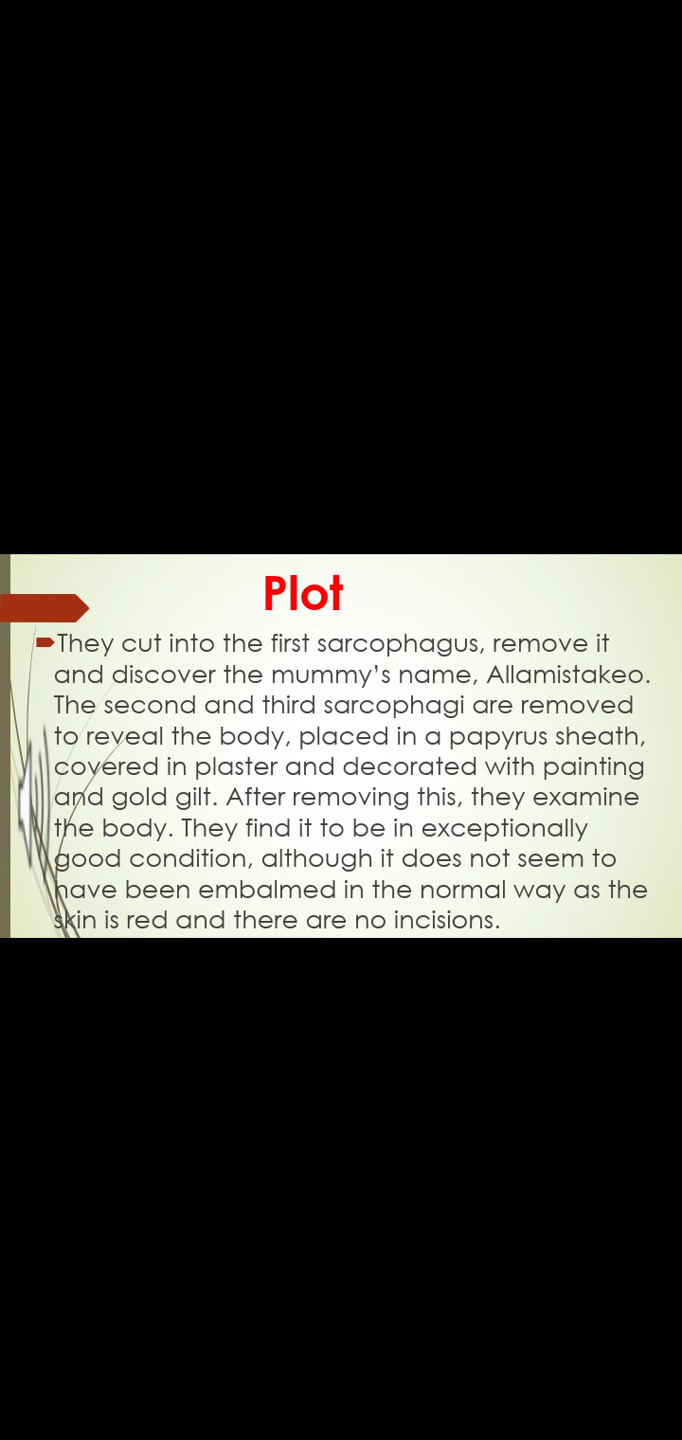 Plot
They cut into the first sarcophagus, remove it
and discover the mummy’s name, Allamistakeo.
The second and third sarcophagi are removed
to reveal the body, placed in a papyrus sheath,
covered in plaster and decorated with painting
and gold gilt. After removing this, they examine
the body. They find it to be in exceptionally
good condition, although it does not seem to
have been embalmed in the normal way as the
skin is red and there are no incisions.